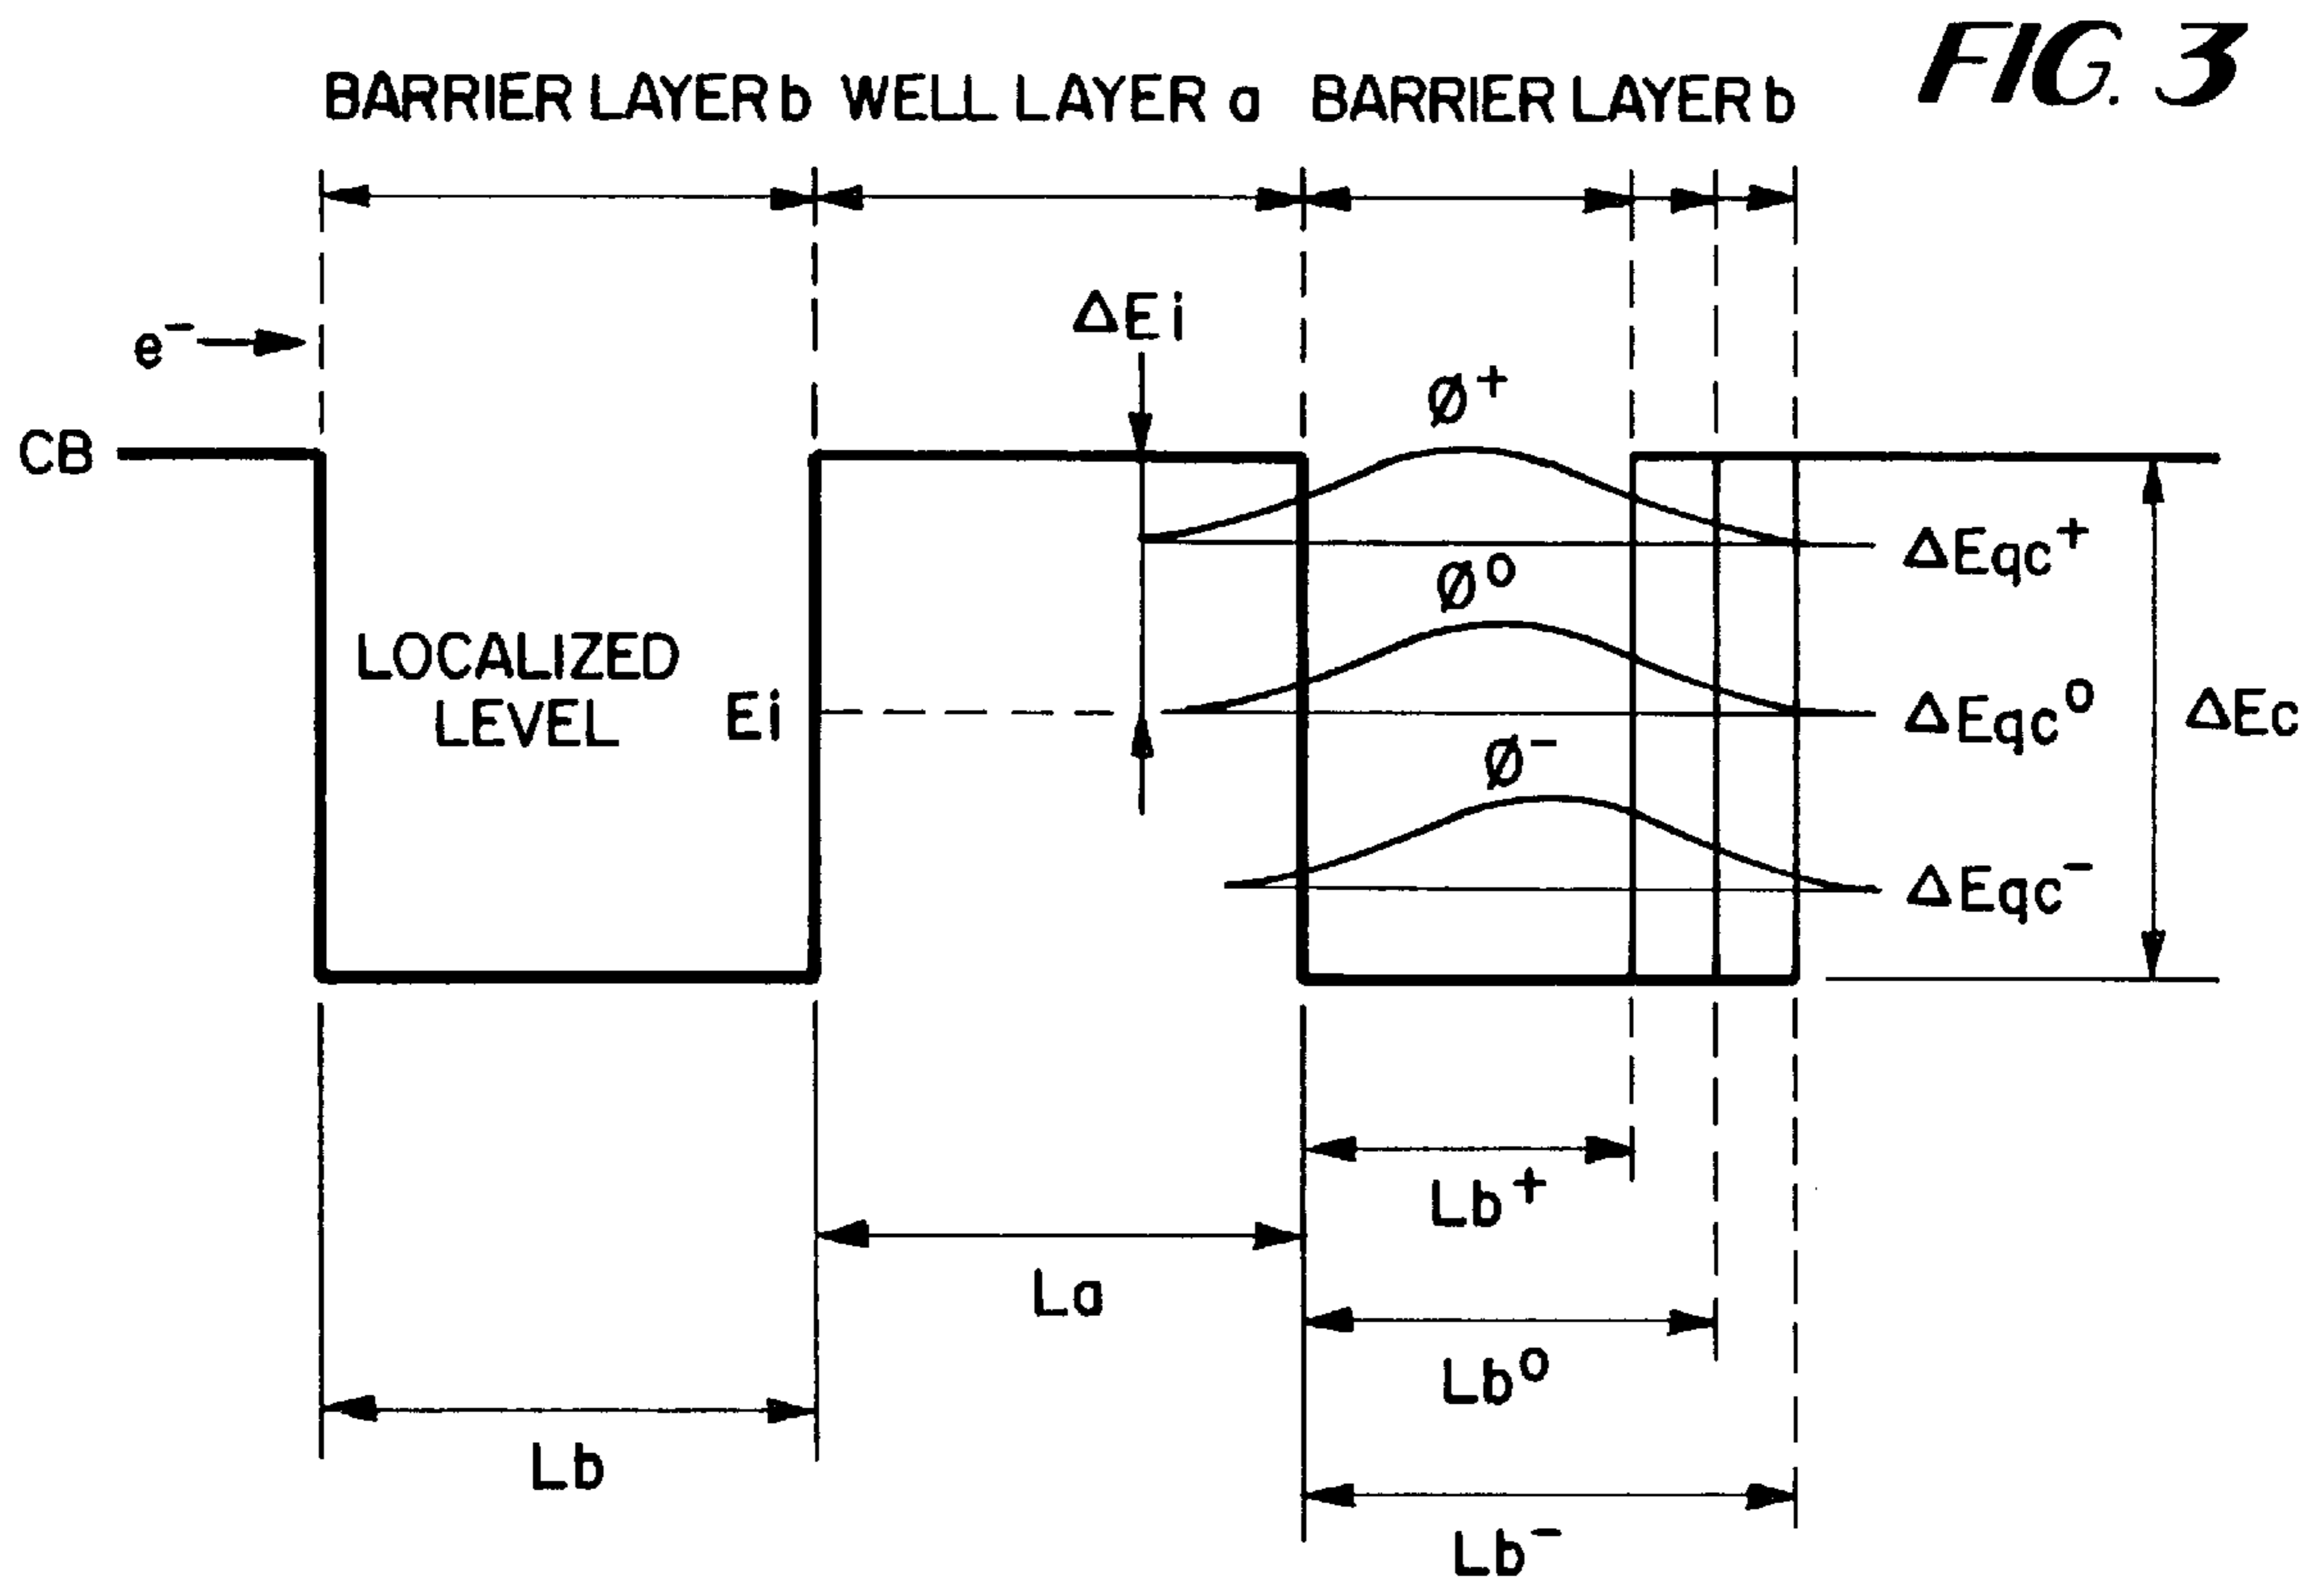 FIG. 3
BARRIER LAYER b WELL LAYER a BARRIER LAYER b
ΔEi
e⁻
Ø⁺
CB
ΔEqc⁺
Ø⁰
LOCALIZED
LEVEL
Ei
ΔEqc⁰
ΔEc
Ø⁻
ΔEqc⁻
Lb⁺
La
Lb⁰
Lb
Lb⁻